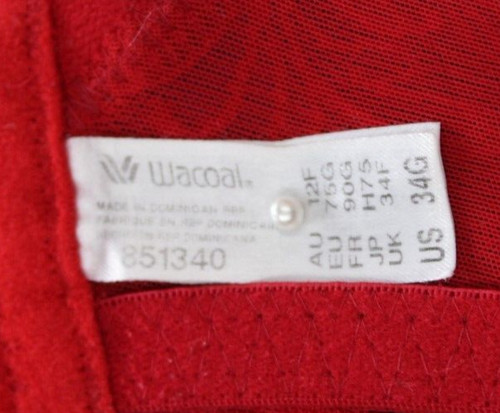 Wacoal
MADE IN DOMINICAN REP.
FABRIQUE EN REP DOMINICAINE
851340
AU 12F
EU 75G
FR 90G
JP H75
UK 34F
US 34G